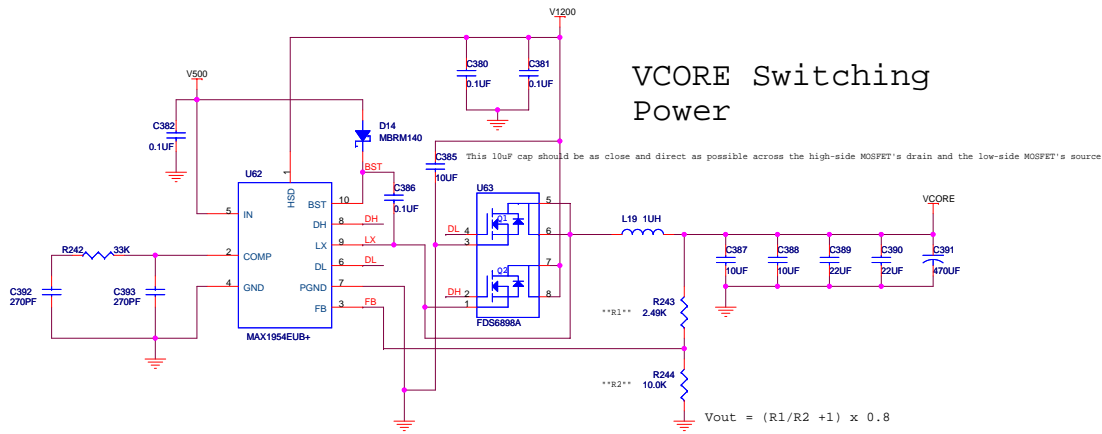 V1200
VCORE Switching
Power
C380
0.1UF
C381
0.1UF
V500
C382
0.1UF
D14
MBRM140
This 10uF cap should be as close and direct as possible across the high-side MOSFET's drain and the low-side MOSFET's source
C385
10UF
BST
C386
0.1UF
U62
1
HSD
5 IN
BST 10
DH 8 DH
LX 9 LX
2 COMP
DL 6 DL
4 GND
PGND 7
FB 3 FB
MAX1954EUB+
R242 33K
C392
270PF
C393
270PF
U63
Q1
DL 4
3
5
6
Q2
DH 2
1
7
8
FDS6898A
L19 1UH
VCORE
C387
10UF
C388
10UF
C389
22UF
C390
22UF
C391
470UF
R243
**R1** 2.49K
R244
**R2** 10.0K
Vout = (R1/R2 +1) x 0.8